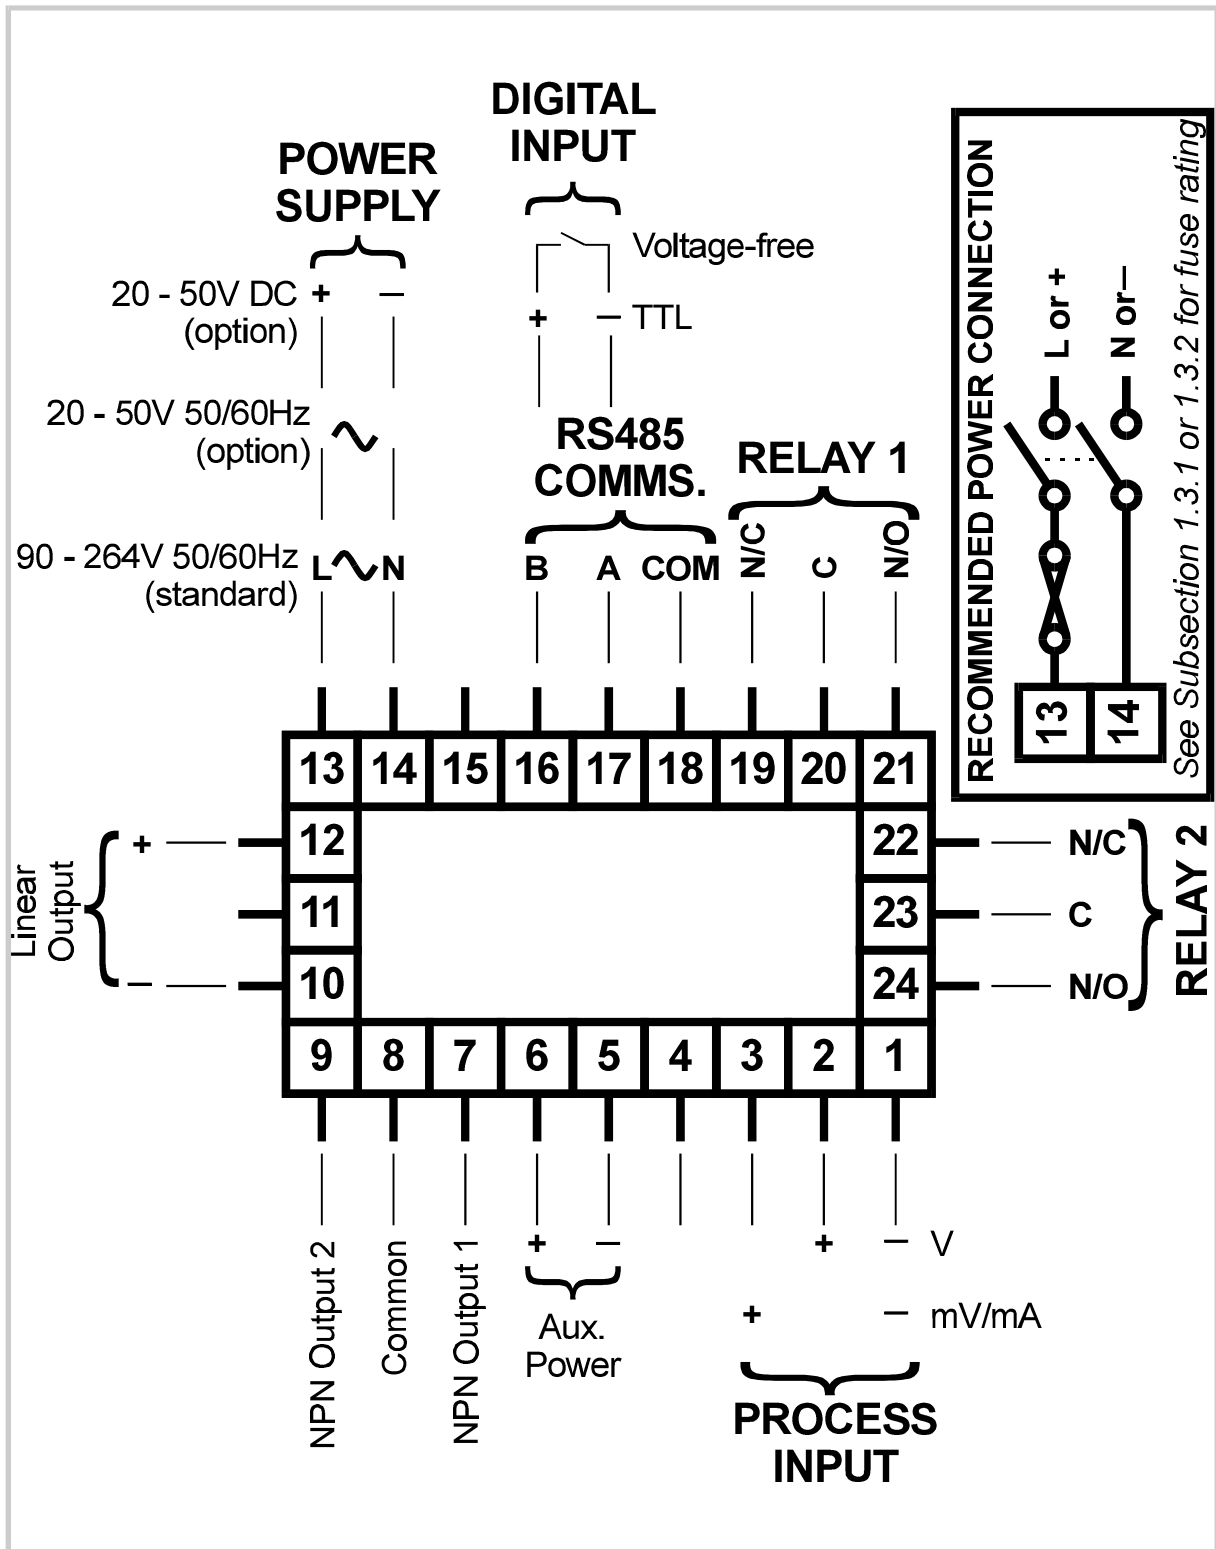 DIGITAL
INPUT
POWER
SUPPLY
Voltage-free
20 - 50V DC + –
(option)
+ – TTL
20 - 50V 50/60Hz
(option)
RS485
COMMS.
RELAY 1
90 - 264V 50/60Hz L N
(standard)
B A COM N/C C N/O
RECOMMENDED POWER CONNECTION
L or +
N or –
13 14
See Subsection 1.3.1 or 1.3.2 for fuse rating
13 14 15 16 17 18 19 20 21
Linear
Output
+ 12
11
– 10
22 N/C
23 C
24 N/O
RELAY 2
9 8 7 6 5 4 3 2 1
NPN Output 2
Common
NPN Output 1
+ –
Aux.
Power
+ – V
+ – mV/mA
PROCESS
INPUT